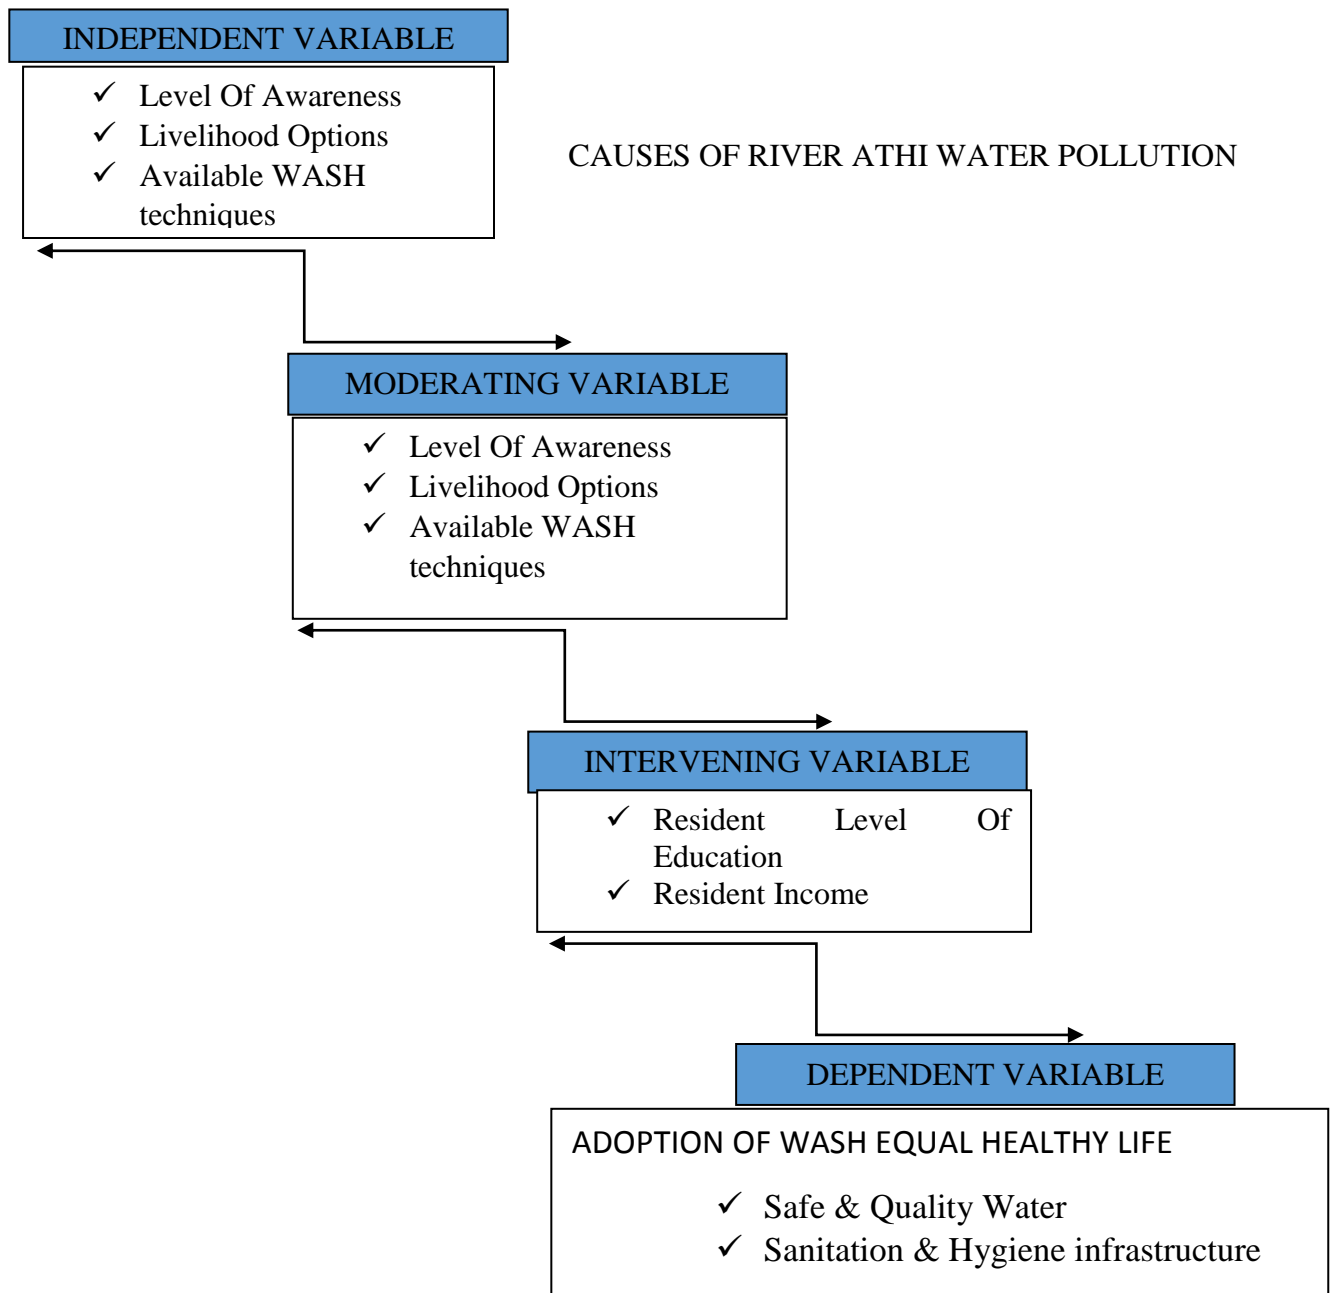 INDEPENDENT VARIABLE
✓ Level Of Awareness
✓ Livelihood Options
✓ Available WASH
techniques
CAUSES OF RIVER ATHI WATER POLLUTION
MODERATING VARIABLE
✓ Level Of Awareness
✓ Livelihood Options
✓ Available WASH
techniques
INTERVENING VARIABLE
✓ Resident Level Of
Education
✓ Resident Income
DEPENDENT VARIABLE
ADOPTION OF WASH EQUAL HEALTHY LIFE
✓ Safe & Quality Water
✓ Sanitation & Hygiene infrastructure